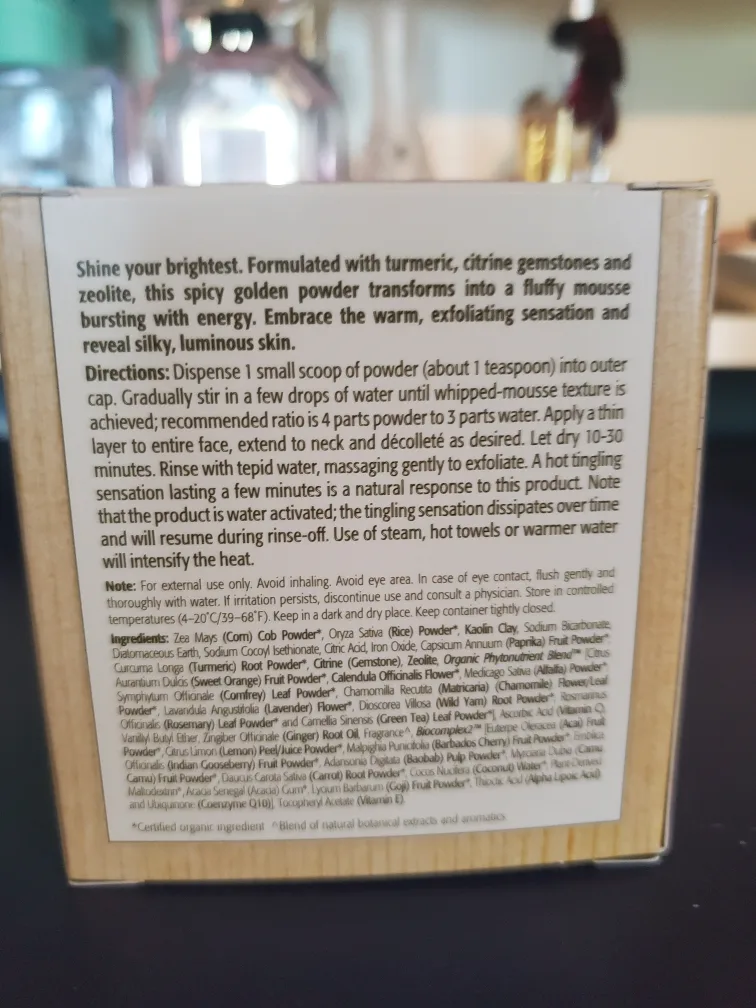 Shine your brightest. Formulated with turmeric, citrine gemstones and
zeolite, this spicy golden powder transforms into a fluffy mousse
bursting with energy. Embrace the warm, exfoliating sensation and
reveal silky, luminous skin.
Directions: Dispense 1 small scoop of powder (about 1 teaspoon) into outer
cap. Gradually stir in a few drops of water until whipped-mousse texture is
achieved; recommended ratio is 4 parts powder to 3 parts water. Apply a thin
layer to entire face, extend to neck and décolleté as desired. Let dry 10-30
minutes. Rinse with tepid water, massaging gently to exfoliate. A hot tingling
sensation lasting a few minutes is a natural response to this product. Note
that the product is water activated; the tingling sensation dissipates over time
and will resume during rinse-off. Use of steam, hot towels or warmer water
will intensify the heat.
Note: For external use only. Avoid inhaling. Avoid eye area. In case of eye contact, flush gently and
thoroughly with water. If irritation persists, discontinue use and consult a physician. Store in controlled
temperatures (4-20°C/39-68°F). Keep in a dark and dry place. Keep container tightly closed.
Ingredients: Zea Mays (Corn) Cob Powder*, Oryza Sativa (Rice) Powder*, Kaolin Clay, Sodium Bicarbonate,
Diatomaceous Earth, Sodium Cocoyl Isethionate, Citric Acid, Iron Oxide, Capsicum Annuum (Paprika) Fruit Powder*,
Curcuma Longa (Turmeric) Root Powder*, Citrine (Gemstone), Zeolite, Organic Phytonutrient Blend™ [Citrus
Aurantium Dulcis (Sweet Orange) Fruit Powder*, Calendula Officinalis Flower*, Medicago Sativa (Alfalfa) Powder*,
Symphytum Officinale (Comfrey) Leaf Powder*, Chamomilla Recutita (Matricaria) (Chamomile) Flower/Leaf
Powder*, Lavandula Angustifolia (Lavender) Flower*, Dioscorea Villosa (Wild Yam) Root Powder*, Rosmarinus
Officinalis (Rosemary) Leaf Powder* and Camellia Sinensis (Green Tea) Leaf Powder*], Ascorbic Acid (Vitamin C),
Vanillyl Butyl Ether, Zingiber Officinale (Ginger) Root Oil, Fragrance^, Biocomplex2™ [Euterpe Oleracea (Acai) Fruit
Powder*, Citrus Limon (Lemon) Peel/Juice Powder*, Malpighia Punicifolia (Barbados Cherry) Fruit Powder*, Emblica
Officinalis (Indian Gooseberry) Fruit Powder*, Adansonia Digitata (Baobab) Pulp Powder*, Myrciaria Dubia (Camu
Camu) Fruit Powder*, Daucus Carota Sativa (Carrot) Root Powder*, Cocos Nucifera (Coconut) Water*, Plant-Derived
Maltodextrin*, Acacia Senegal (Acacia) Gum*, Lycium Barbarum (Goji) Fruit Powder*, Thioctic Acid (Alpha Lipoic Acid)
and Ubiquinone (Coenzyme Q10)], Tocopheryl Acetate (Vitamin E).
*Certified organic ingredient ^Blend of natural botanical extracts and aromatics